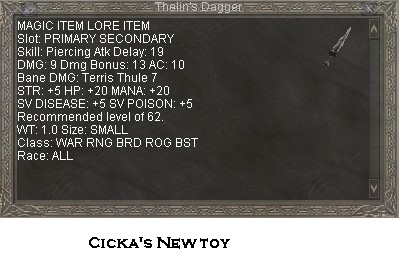 Thelin's Dagger
MAGIC ITEM LORE ITEM
Slot: PRIMARY SECONDARY
Skill: Piercing Atk Delay: 19
DMG: 9 Dmg Bonus: 13 AC: 10
Bane DMG: Terris Thule 7
STR: +5 HP: +20 MANA: +20
SV DISEASE: +5 SV POISON: +5
Recommended level of 62.
WT: 1.0 Size: SMALL
Class: WAR RNG BRD ROG BST
Race: ALL
Cicka's New toy